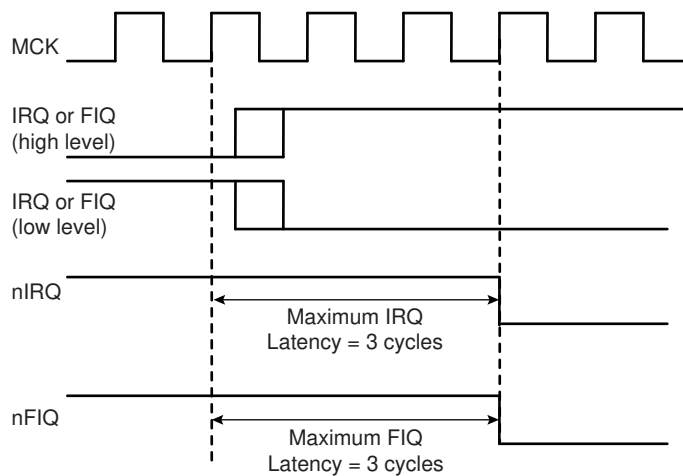 MCK
IRQ or FIQ
(high level)
IRQ or FIQ
(low level)
nIRQ
Maximum IRQ
Latency = 3 cycles
nFIQ
Maximum FIQ
Latency = 3 cycles